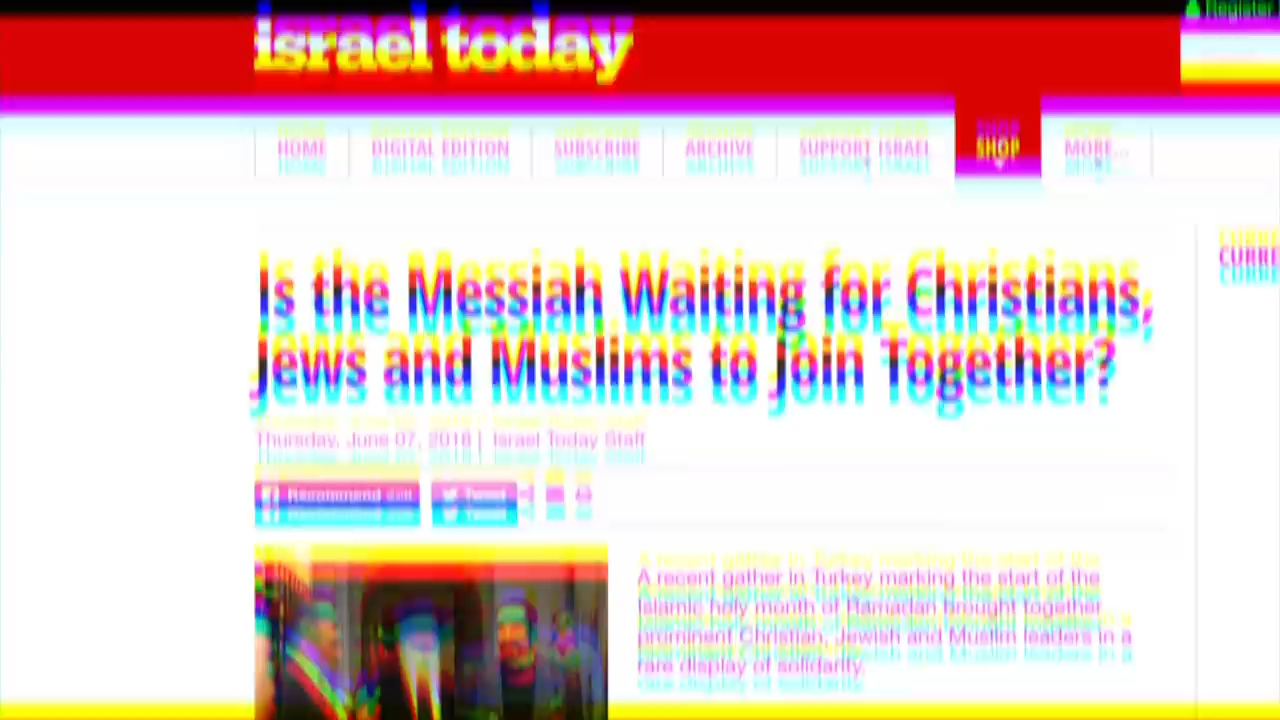 Register
israel today
HOME DIGITAL EDITION SUBSCRIBE ARCHIVE SUPPORT ISRAEL SHOP MORE...
Is the Messiah Waiting for Christians,
Jews and Muslims to Join Together?
CURRE
Thursday, June 07, 2018 | Israel Today Staff
Recommend Tweet
A recent gather in Turkey marking the start of the
Islamic holy month of Ramadan brought together
prominent Christian, Jewish and Muslim leaders in a
rare display of solidarity.